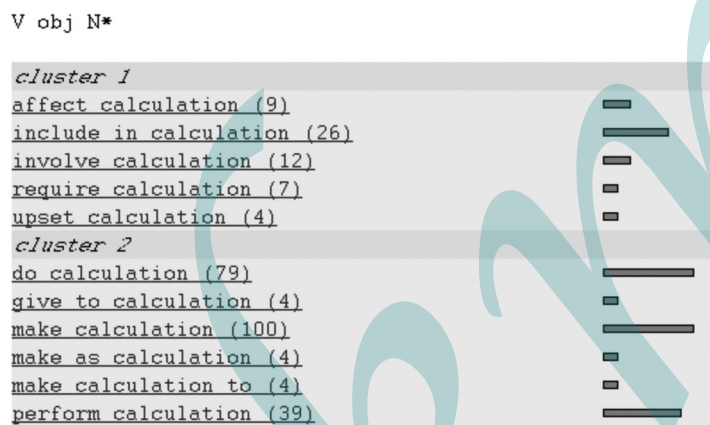 V obj N*
cluster 1
affect calculation (9)
include in calculation (26)
involve calculation (12)
require calculation (7)
upset calculation (4)
cluster 2
do calculation (79)
give to calculation (4)
make calculation (100)
make as calculation (4)
make calculation to (4)
perform calculation (39)